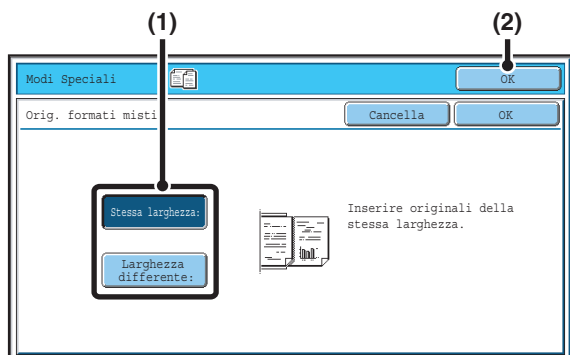 (1)
(2)
Modi Speciali
OK
Orig. formati misti
Cancella
OK
Stessa larghezza:
Inserire originali della
stessa larghezza.
Larghezza
differente: